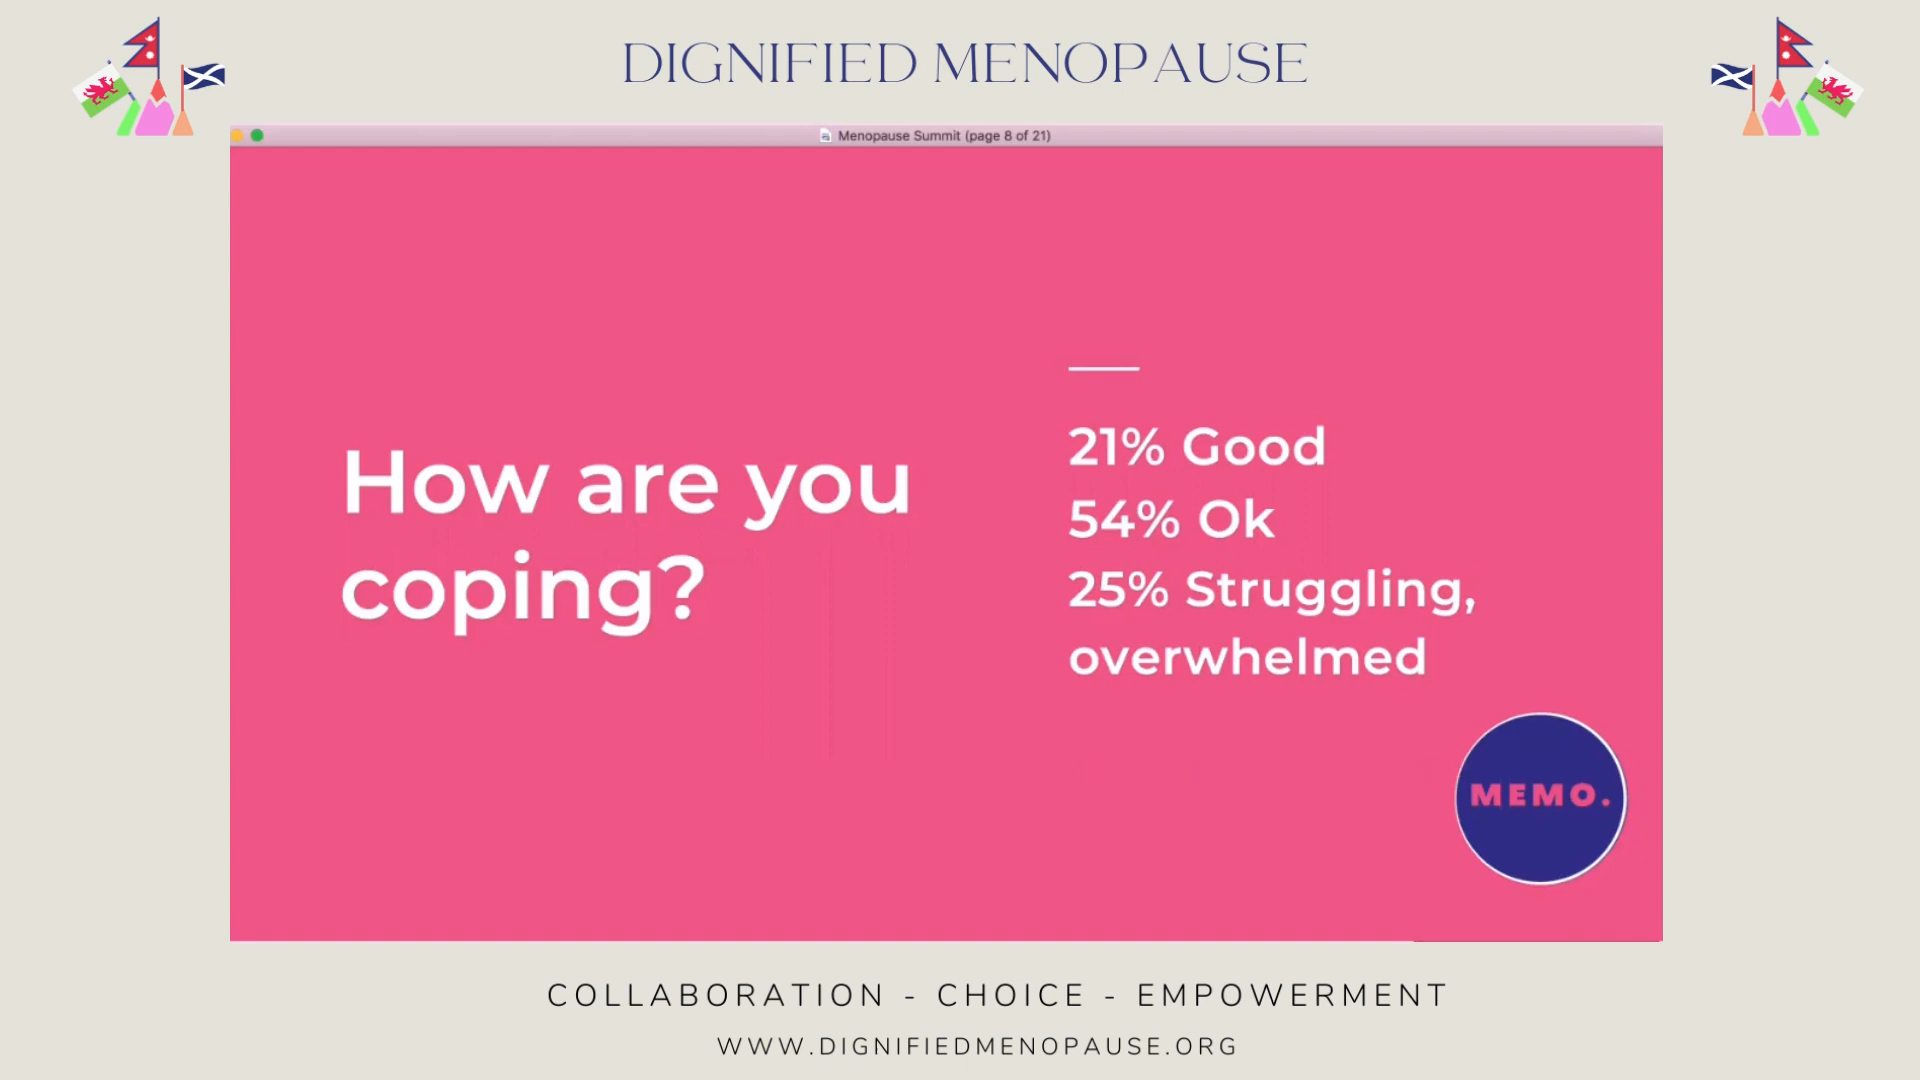 DIGNIFIED MENOPAUSE
Menopause Summit (page 8 of 21)
How are you
coping?
21% Good
54% Ok
25% Struggling,
overwhelmed
MEMO.
COLLABORATION - CHOICE - EMPOWERMENT
WWW.DIGNIFIEDMENOPAUSE.ORG